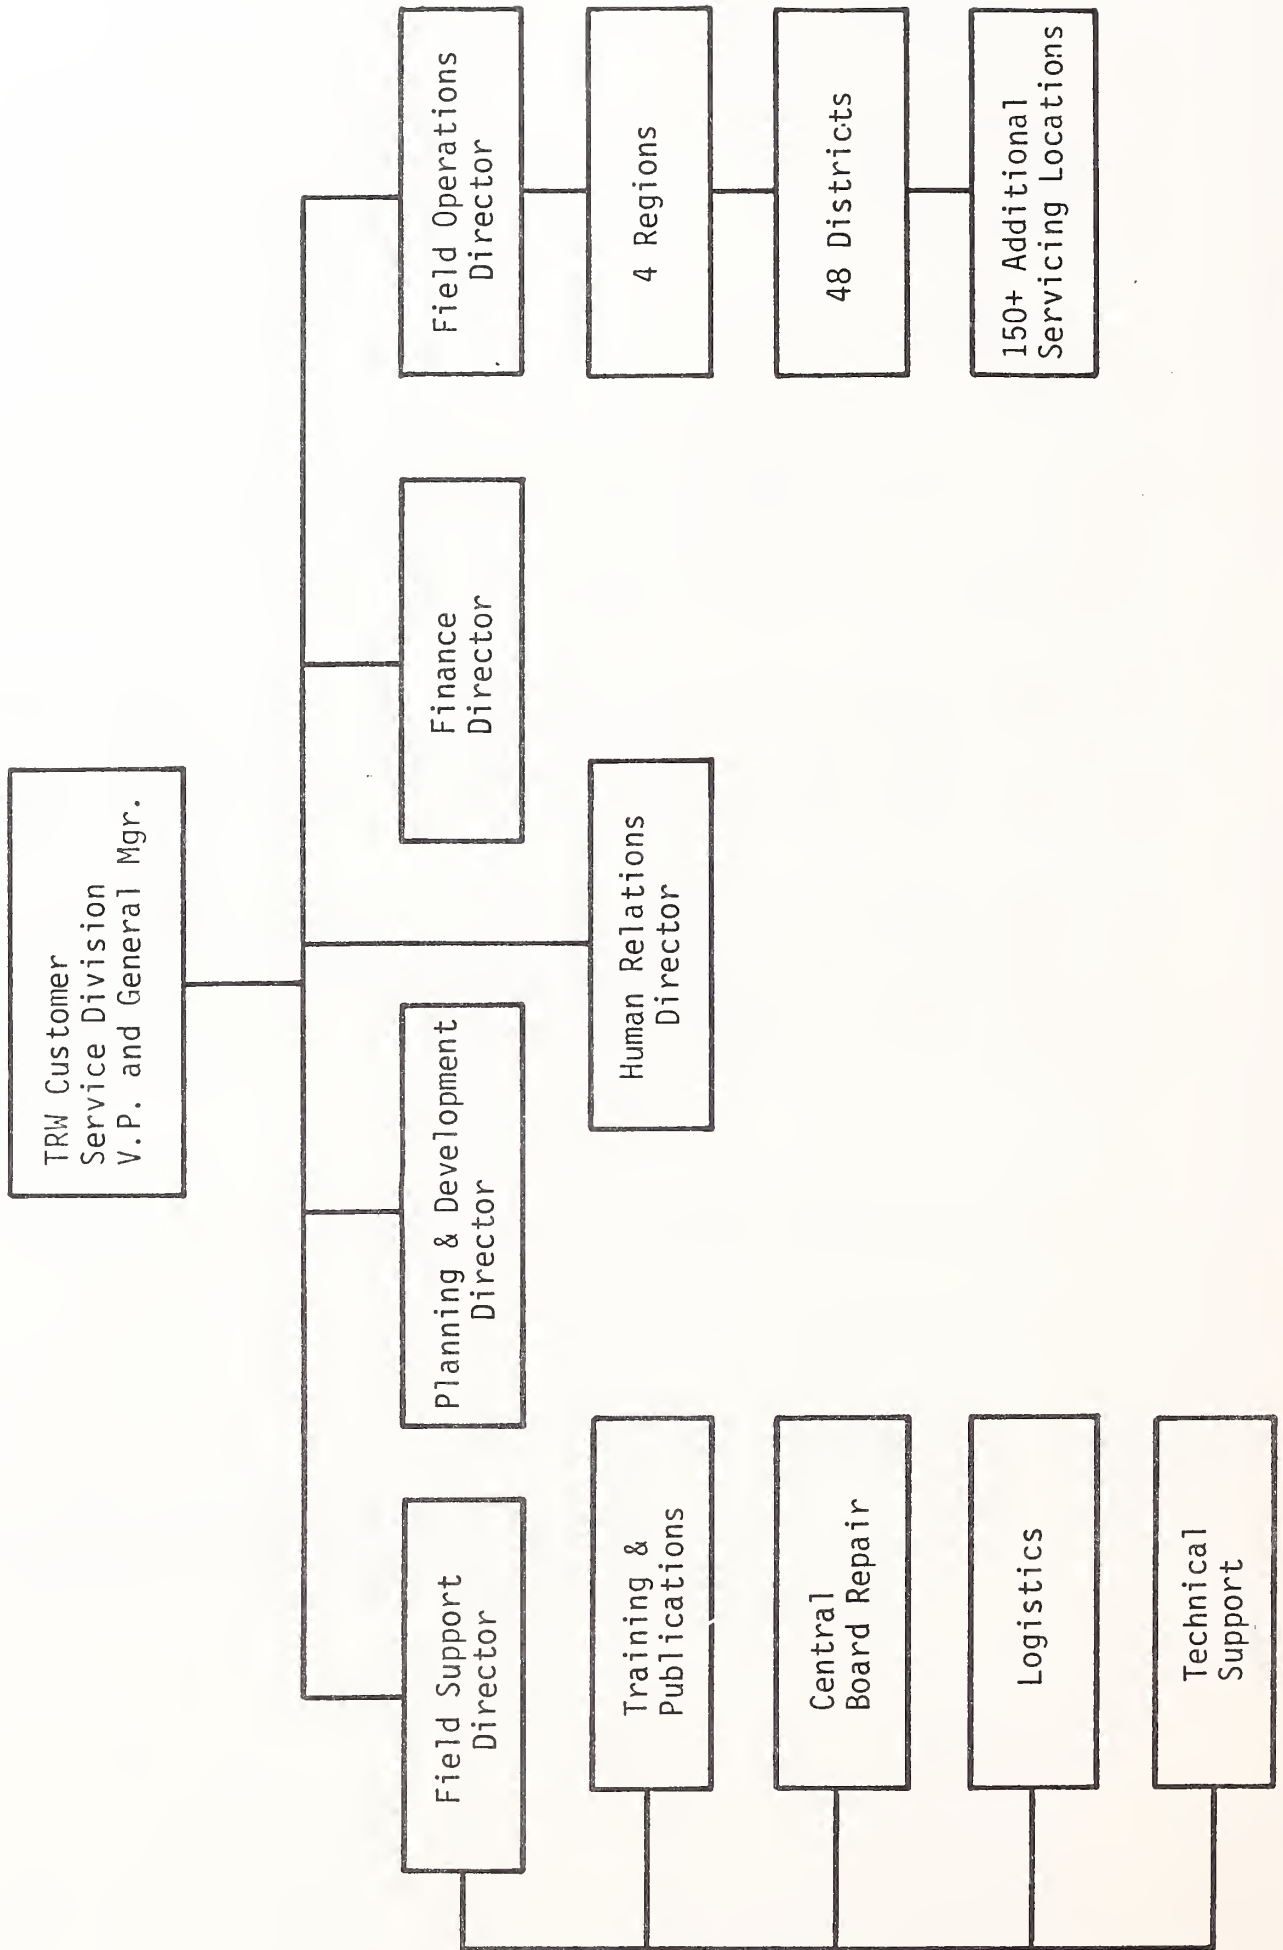 TRW Customer
Service Division
V.P. and General Mgr.
Field Support
Director
Planning & Development
Director
Finance
Director
Field Operations
Director
Training &
Publications
Human Relations
Director
4 Regions
Central
Board Repair
48 Districts
Logistics
150+ Additional
Servicing Locations
Technical
Support